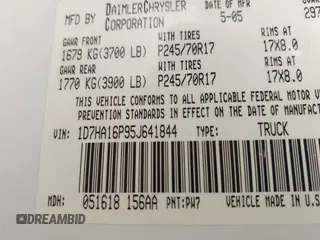 MFD BY DAIMLERCHRYSLER CORPORATION
DATE OF MFR 5-05
297
GAWR FRONT WITH TIRES RIMS AT
1679 KG(3700 LB) P245/70R17 17X8.0
GAWR REAR WITH TIRES RIMS AT
1770 KG(3900 LB) P245/70R17 17X8.0
THIS VEHICLE CONFORMS TO ALL APPLICABLE FEDERAL MOTOR
PREVENTION STANDARDS IN EFFECT ON THE DATE OF MANUFA
VIN: 1D7HA16P95J641844 TYPE: TRUCK
MDH: 051618 156AA PNT:PW7 VEHICLE MADE IN U.S
DREAMBID